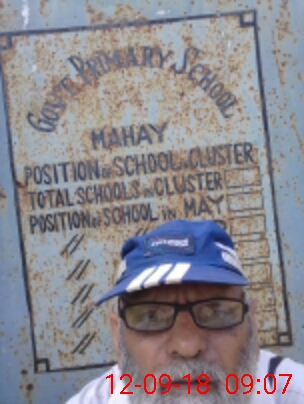 GOV'T PRIMARY SCHOOL
MAHAY
POSITION OF SCHOOL IN CLUSTER
TOTAL SCHOOLS IN CLUSTER
POSITION OF SCHOOL IN MAY
12-09-18 09:07